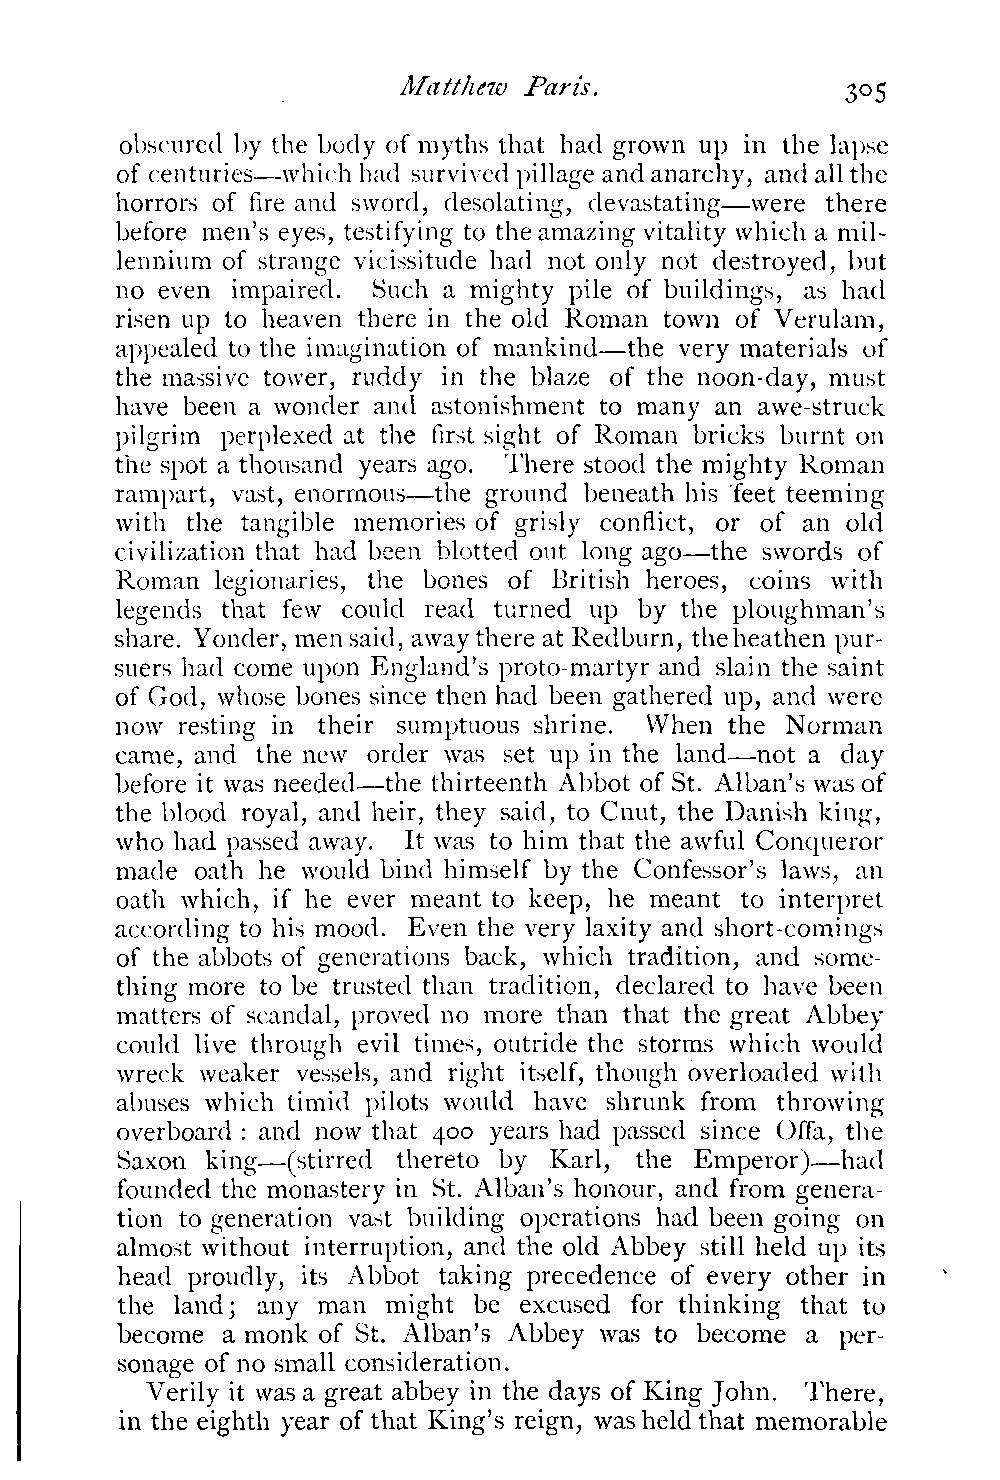 Matthew Paris. 305
obscured by the body of myths that had grown up in the lapse
of centuries—which had survived pillage and anarchy, and all the
horrors of fire and sword, desolating, devastating—were there
before men's eyes, testifying to the amazing vitality which a mil-
lennium of strange vicissitude had not only not destroyed, but
no even impaired. Such a mighty pile of buildings, as had
risen up to heaven there in the old Roman town of Verulam,
appealed to the imagination of mankind—the very materials of
the massive tower, ruddy in the blaze of the noon-day, must
have been a wonder and astonishment to many an awe-struck
pilgrim perplexed at the first sight of Roman bricks burnt on
the spot a thousand years ago. There stood the mighty Roman
rampart, vast, enormous—the ground beneath his feet teeming
with the tangible memories of grisly conflict, or of an old
civilization that had been blotted out long ago—the swords of
Roman legionaries, the bones of British heroes, coins with
legends that few could read turned up by the ploughman's
share. Yonder, men said, away there at Redburn, the heathen pur-
suers had come upon England's proto-martyr and slain the saint
of God, whose bones since then had been gathered up, and were
now resting in their sumptuous shrine. When the Norman
came, and the new order was set up in the land—not a day
before it was needed—the thirteenth Abbot of St. Alban's was of
the blood royal, and heir, they said, to Cnut, the Danish king,
who had passed away. It was to him that the awful Conqueror
made oath he would bind himself by the Confessor's laws, an
oath which, if he ever meant to keep, he meant to interpret
according to his mood. Even the very laxity and short-comings
of the abbots of generations back, which tradition, and some-
thing more to be trusted than tradition, declared to have been
matters of scandal, proved no more than that the great Abbey
could live through evil times, outride the storms which would
wreck weaker vessels, and right itself, though overloaded with
abuses which timid pilots would have shrunk from throwing
overboard : and now that 400 years had passed since Offa, the
Saxon king—(stirred thereto by Karl, the Emperor)—had
founded the monastery in St. Alban's honour, and from genera-
tion to generation vast building operations had been going on
almost without interruption, and the old Abbey still held up its
head proudly, its Abbot taking precedence of every other in
the land; any man might be excused for thinking that to
become a monk of St. Alban's Abbey was to become a per-
sonage of no small consideration.
Verily it was a great abbey in the days of King John. There,
in the eighth year of that King's reign, was held that memorable